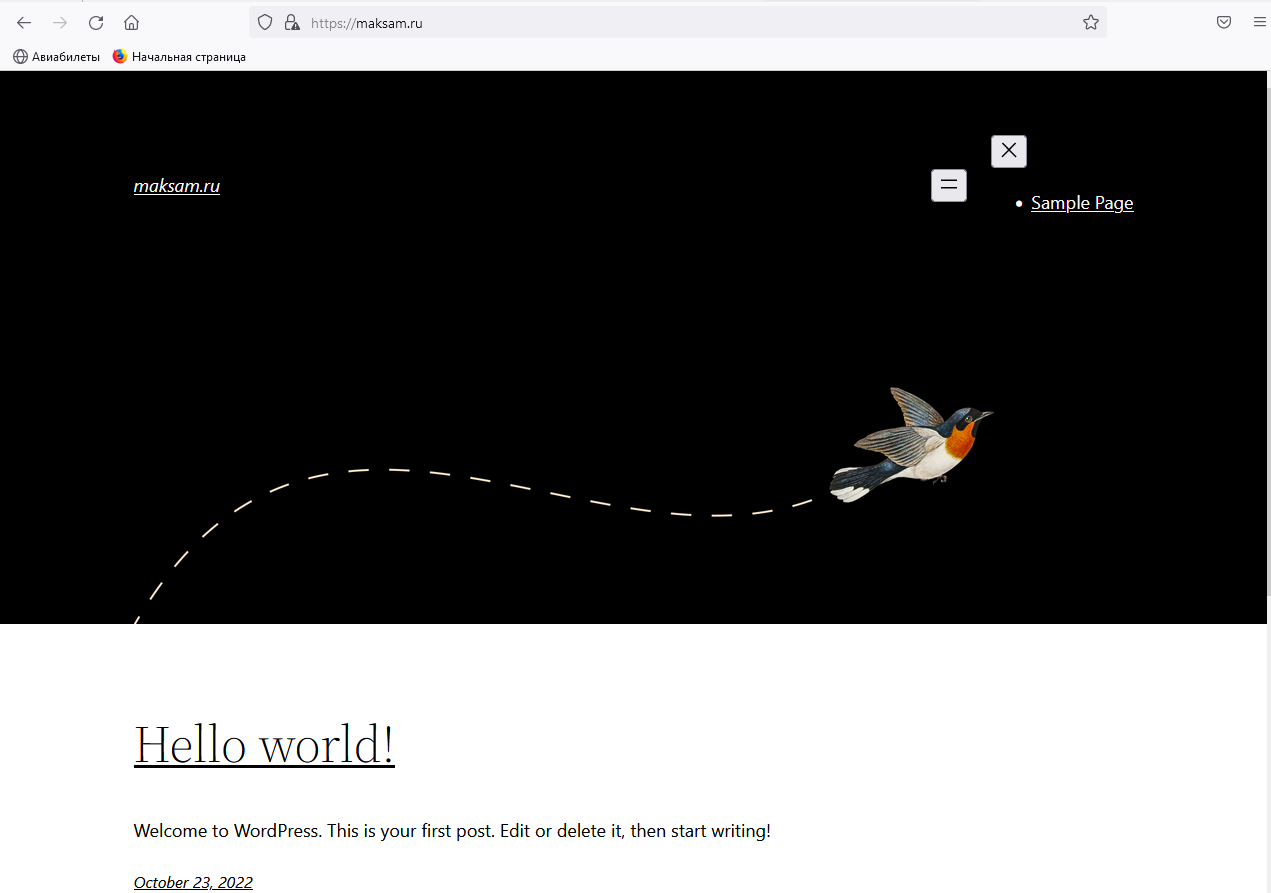 https://maksam.ru
Авиабилеты Начальная страница
maksam.ru
Sample Page
Hello world!
Welcome to WordPress. This is your first post. Edit or delete it, then start writing!
October 23, 2022